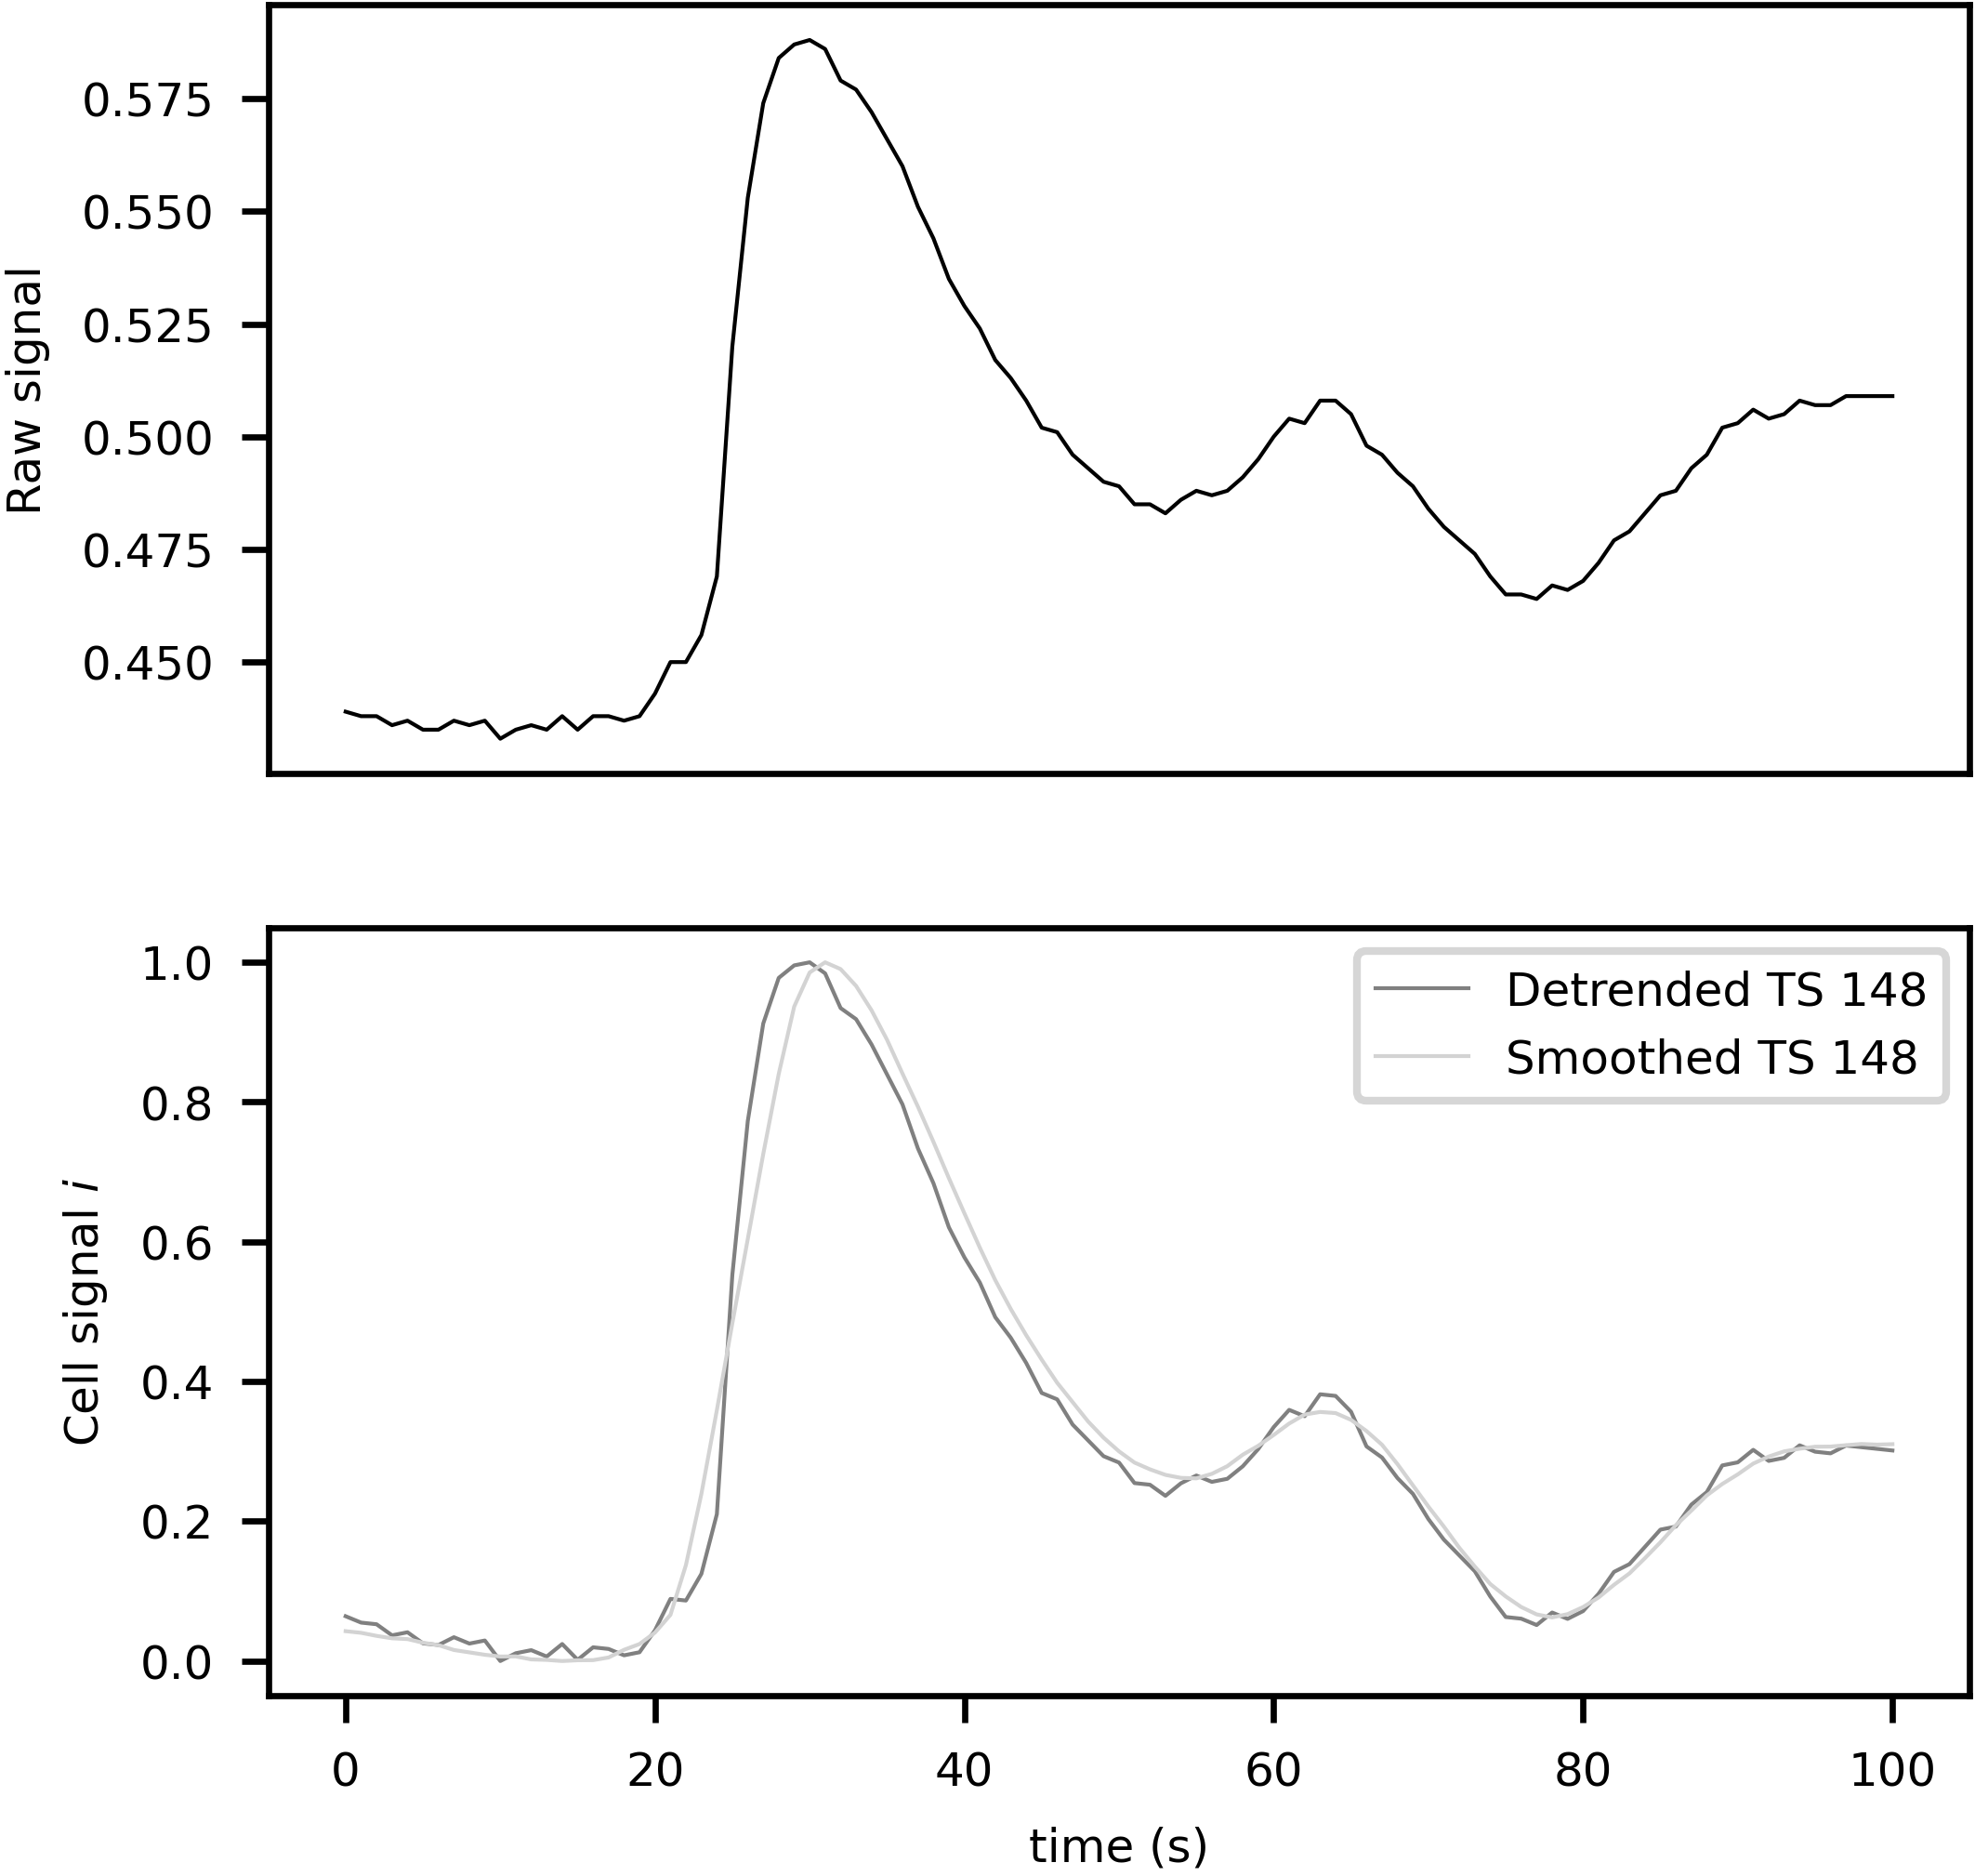 Raw signal
0.575
0.550
0.525
0.500
0.475
0.450
Cell signal i
1.0
0.8
0.6
0.4
0.2
0.0
Detrended TS 148
Smoothed TS 148
0 20 40 60 80 100
time (s)